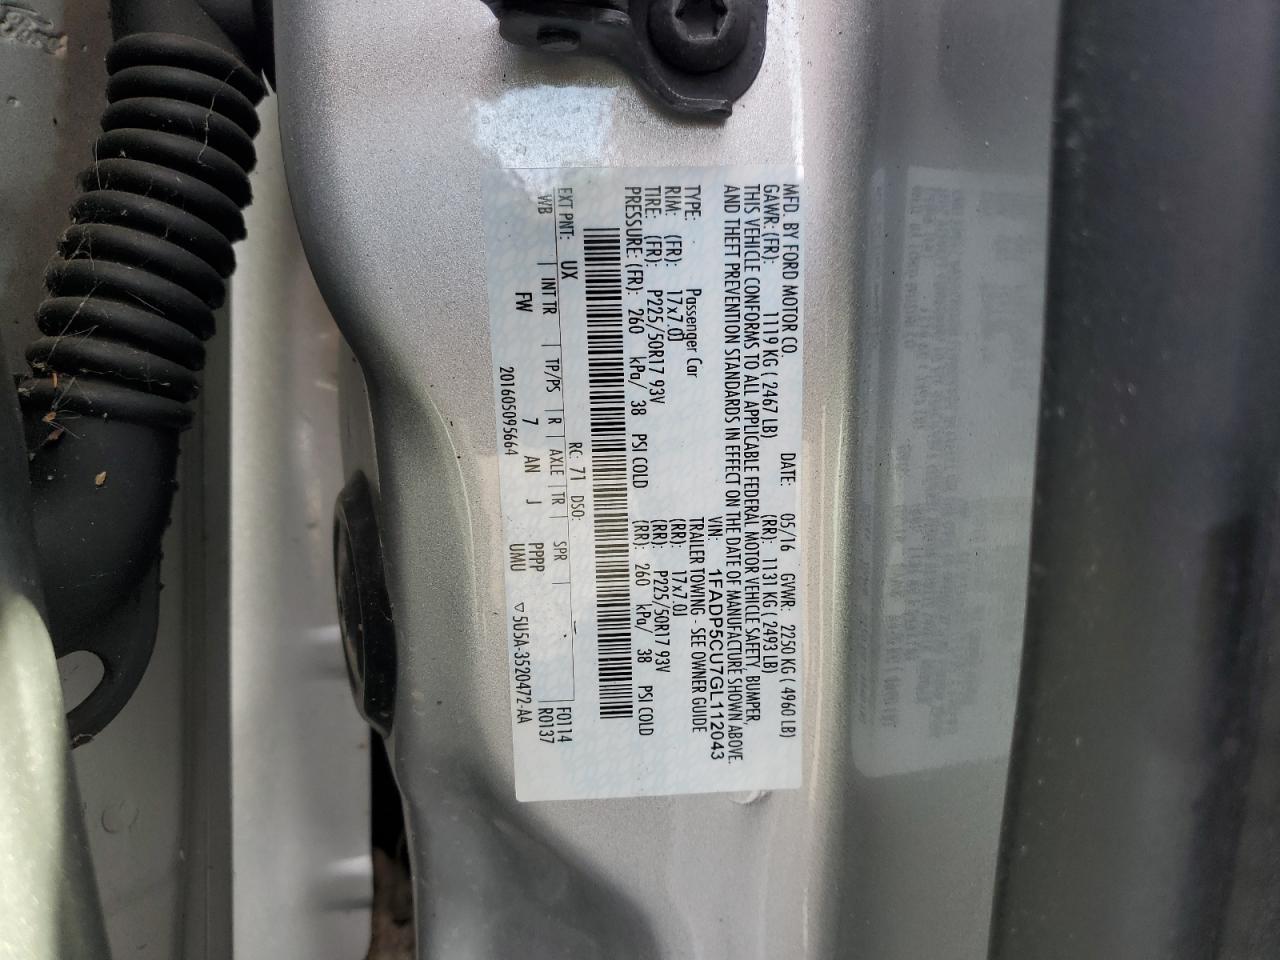 MFD. BY FORD MOTOR CO.
DATE: 05/16 GVWR: 2250 KG ( 4960 LB)
GAWR: (FR): 1119 KG ( 2467 LB) (RR): 1131 KG ( 2493 LB)
THIS VEHICLE CONFORMS TO ALL APPLICABLE FEDERAL MOTOR VEHICLE SAFETY, BUMPER,
AND THEFT PREVENTION STANDARDS IN EFFECT ON THE DATE OF MANUFACTURE SHOWN ABOVE.
VIN: 1FADP5CU7GL112043
TYPE: Passenger Car TRAILER TOWING - SEE OWNER GUIDE
RIM: (FR): 17x7.0J (RR): 17x7.0J
TIRE: (FR): P225/50R17 93V (RR): P225/50R17 93V
PRESSURE: (FR): 260 kPa/ 38 PSI COLD (RR): 260 kPa/ 38 PSI COLD
EXT PNT: UX RC: 71 DSO: F0114
WB | INT TR | TP/PS | R | AXLE | TR | SPR | R0137
FW 7 AN J PPPP
201605095664 UMU ▽ 5U5A-3520472-AA